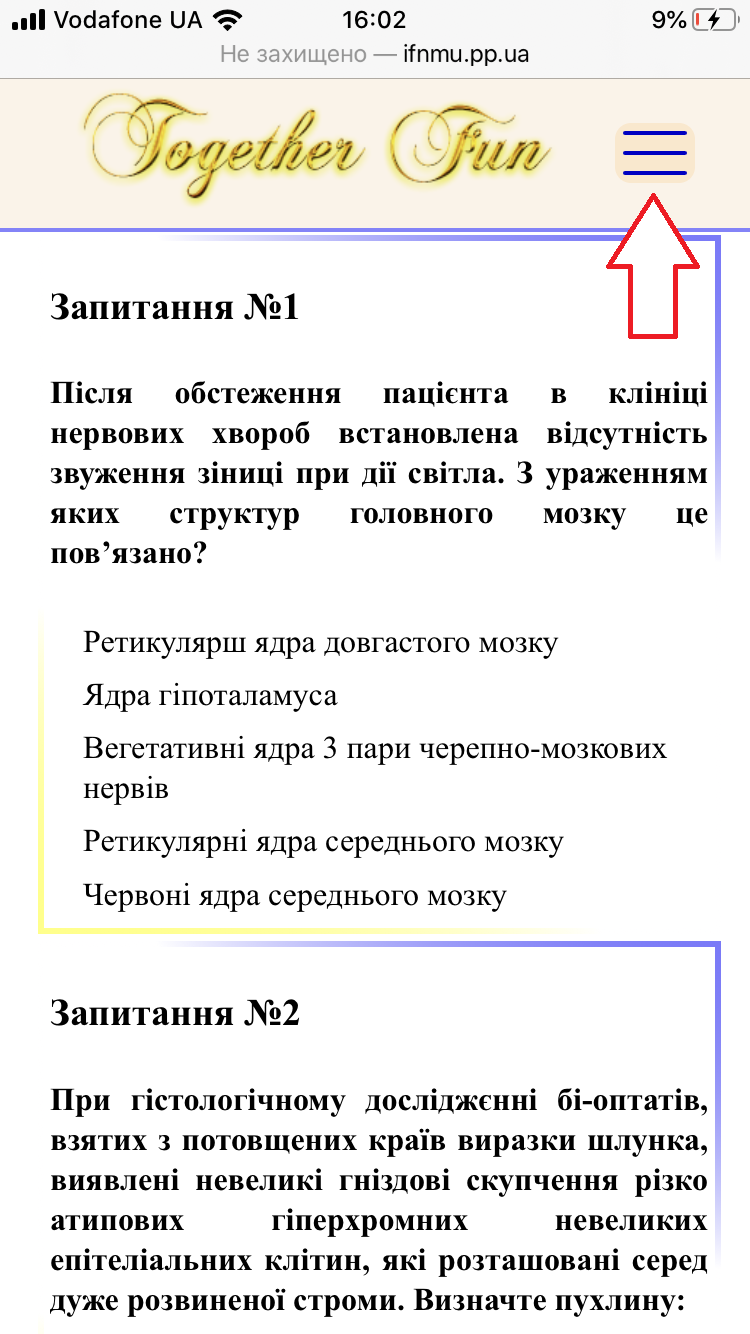 Vodafone UA 16:02 9%
Не захищено — ifnmu.pp.ua
Together Fun
Запитання №1
Після обстеження пацієнта в клініці
нервових хвороб встановлена відсутність
звуження зіниці при дії світла. З ураженням
яких структур головного мозку це
пов’язано?
Ретикулярш ядра довгастого мозку
Ядра гіпоталамуса
Вегетативні ядра 3 пари черепно-мозкових
нервів
Ретикулярні ядра середнього мозку
Червоні ядра середнього мозку
Запитання №2
При гістологічному досліджєнні бі-оптатів,
взятих з потовщених країв виразки шлунка,
виявлені невеликі гніздові скупчення різко
атипових гіперхромних невеликих
епітеліальних клітин, які розташовані серед
дуже розвиненої строми. Визначте пухлину: